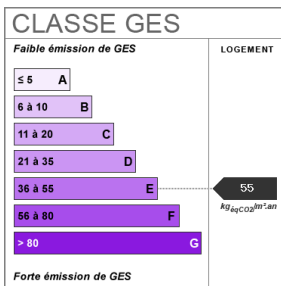 CLASSE GES
Faible émission de GES
LOGEMENT
≤ 5 A
6 à 10 B
11 à 20 C
21 à 35 D
36 à 55 E
55
kgéqCO2/m².an
56 à 80 F
> 80 G
Forte émission de GES